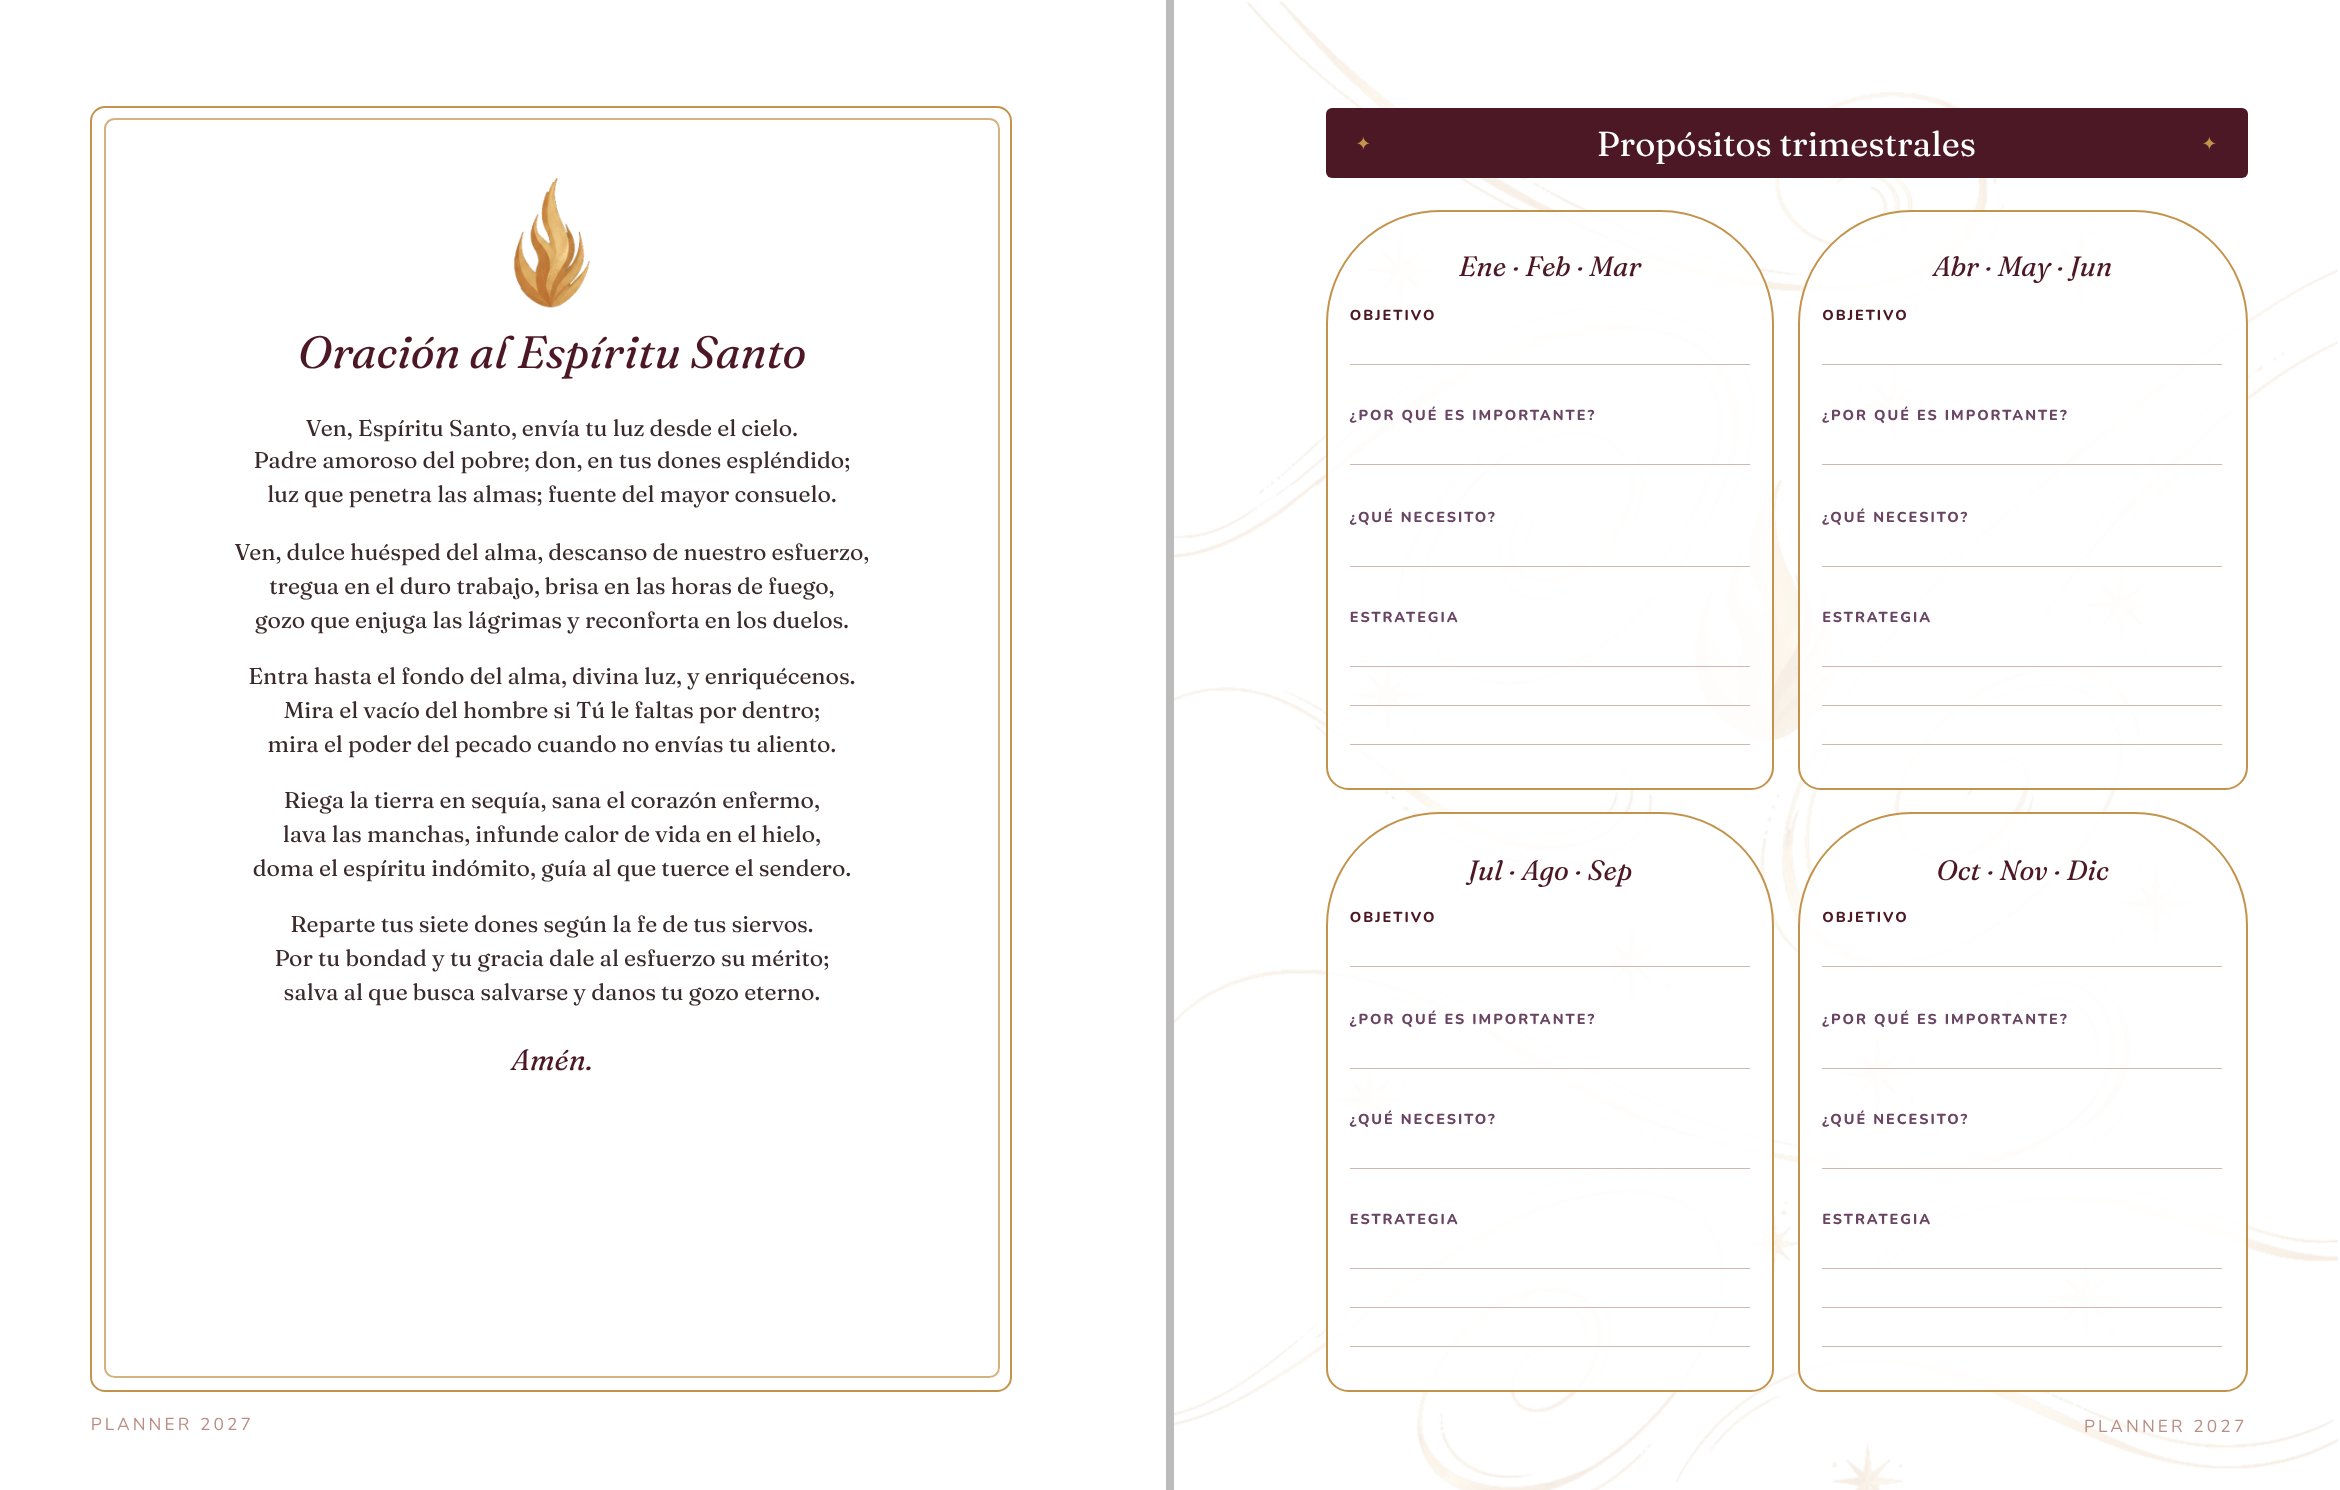 Oración al Espíritu Santo
Ven, Espíritu Santo, envía tu luz desde el cielo.
Padre amoroso del pobre; don, en tus dones espléndido;
luz que penetra las almas; fuente del mayor consuelo.
Ven, dulce huésped del alma, descanso de nuestro esfuerzo,
tregua en el duro trabajo, brisa en las horas de fuego,
gozo que enjuga las lágrimas y reconforta en los duelos.
Entra hasta el fondo del alma, divina luz, y enriquécenos.
Mira el vacío del hombre si Tú le faltas por dentro;
mira el poder del pecado cuando no envías tu aliento.
Riega la tierra en sequía, sana el corazón enfermo,
lava las manchas, infunde calor de vida en el hielo,
doma el espíritu indómito, guía al que tuerce el sendero.
Reparte tus siete dones según la fe de tus siervos.
Por tu bondad y tu gracia dale al esfuerzo su mérito;
salva al que busca salvarse y danos tu gozo eterno.
Amén.
PLANNER 2027
Propósitos trimestrales
Ene · Feb · Mar
OBJETIVO
¿POR QUÉ ES IMPORTANTE?
¿QUÉ NECESITO?
ESTRATEGIA
Abr · May · Jun
OBJETIVO
¿POR QUÉ ES IMPORTANTE?
¿QUÉ NECESITO?
ESTRATEGIA
Jul · Ago · Sep
OBJETIVO
¿POR QUÉ ES IMPORTANTE?
¿QUÉ NECESITO?
ESTRATEGIA
Oct · Nov · Dic
OBJETIVO
¿POR QUÉ ES IMPORTANTE?
¿QUÉ NECESITO?
ESTRATEGIA
PLANNER 2027